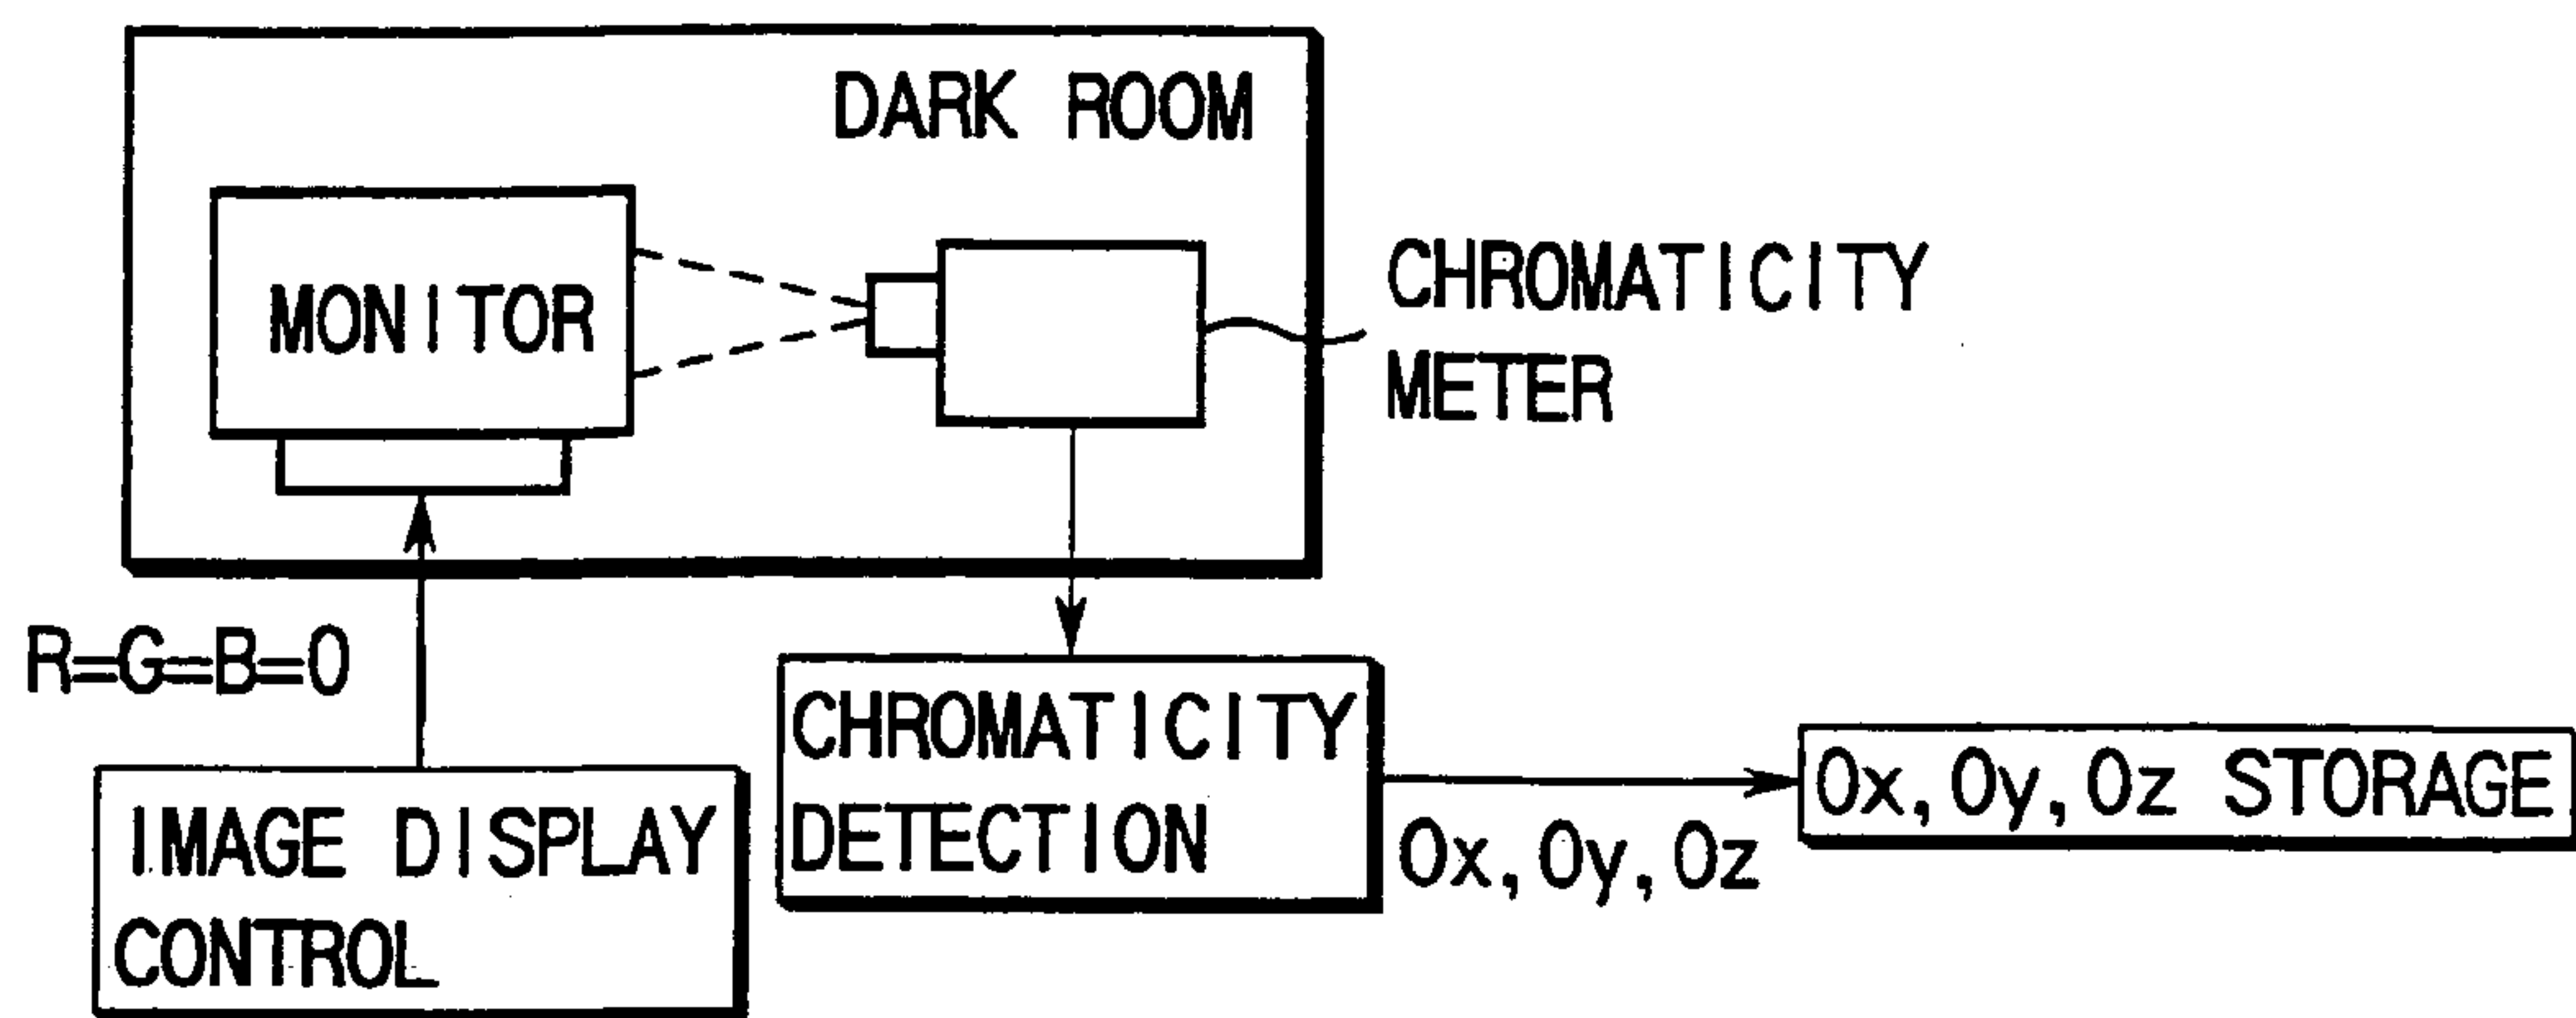 DARK ROOM
MONITOR
CHROMATICITY
METER
R=G=B=0
CHROMATICITY
DETECTION
IMAGE DISPLAY
CONTROL
0x, 0y, 0z
0x, 0y, 0z STORAGE